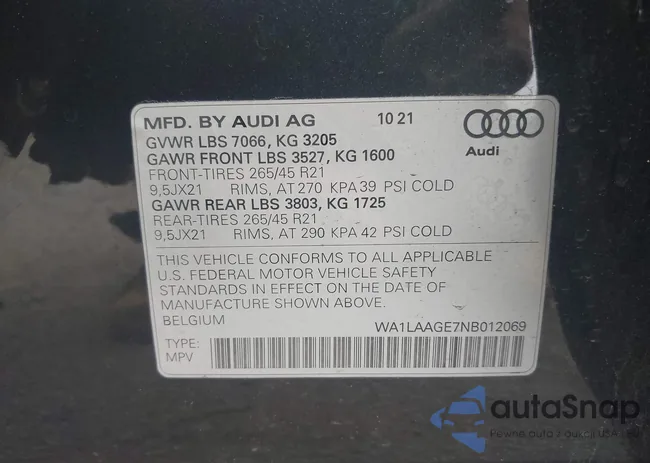 MFD. BY AUDI AG 10 21
GVWR LBS 7066, KG 3205
GAWR FRONT LBS 3527, KG 1600
FRONT-TIRES 265/45 R21
9,5JX21 RIMS, AT 270 KPA 39 PSI COLD
GAWR REAR LBS 3803, KG 1725
REAR-TIRES 265/45 R21
9,5JX21 RIMS, AT 290 KPA 42 PSI COLD
Audi
THIS VEHICLE CONFORMS TO ALL APPLICABLE
U.S. FEDERAL MOTOR VEHICLE SAFETY
STANDARDS IN EFFECT ON THE DATE OF
MANUFACTURE SHOWN ABOVE.
BELGIUM
WA1LAAGE7NB012069
TYPE:
MPV
autoSnap
Pewne auto z aukcji USA